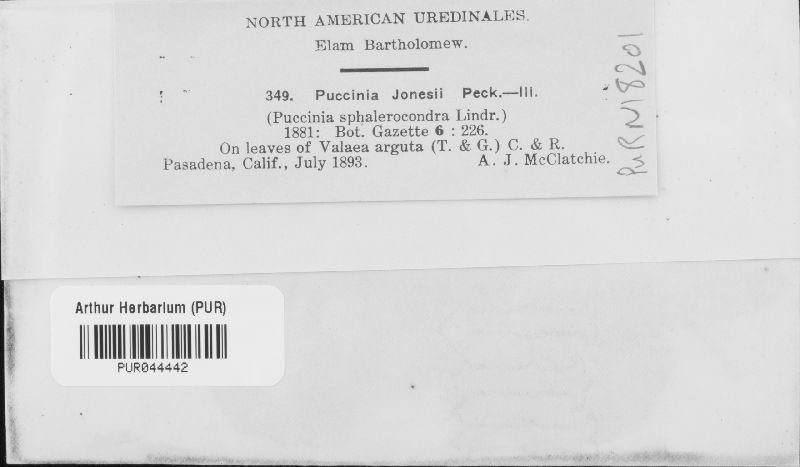 NORTH AMERICAN UREDINALES.
Elam Bartholomew.
349. Puccinia Jonesii Peck.—III.
(Puccinia sphalerocondra Lindr.)
1881: Bot. Gazette 6 : 226.
On leaves of Valaea arguta (T. & G.) C. & R.
Pasadena, Calif., July 1893. A. J. McClatchie.
PUR N18201
Arthur Herbarium (PUR)
PUR044442